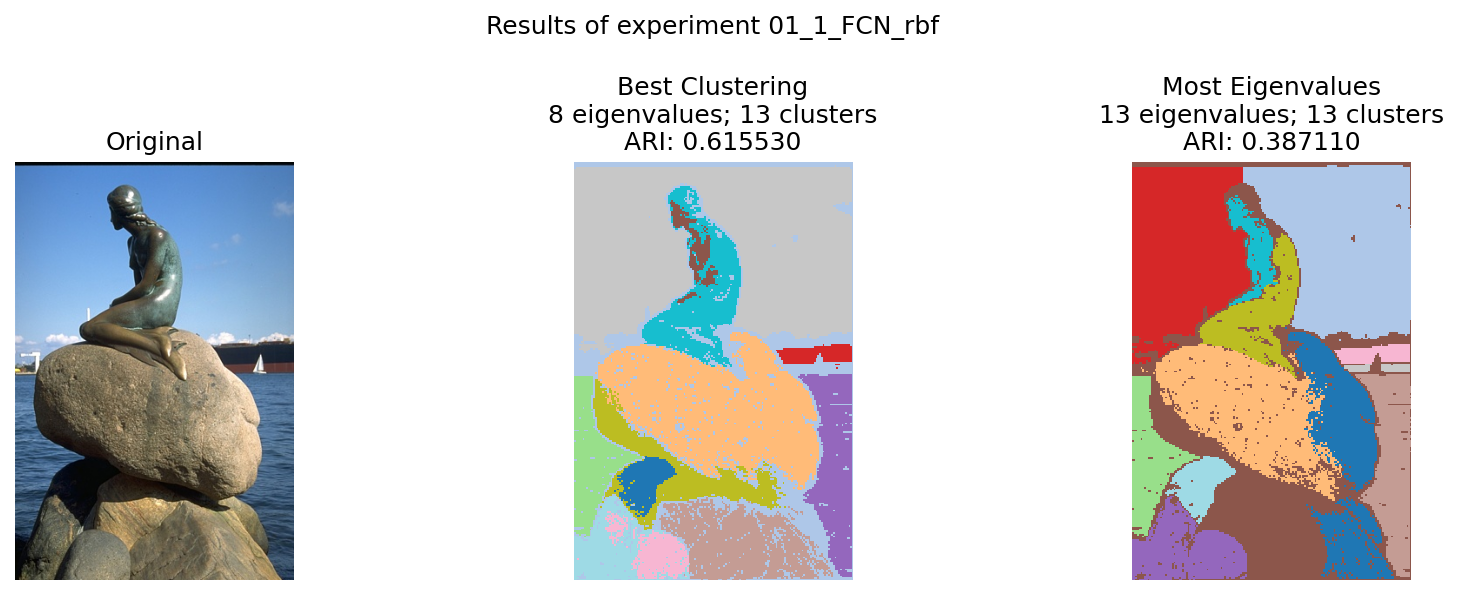 Results of experiment 01_1_FCN_rbf
Original
Best Clustering
8 eigenvalues; 13 clusters
ARI: 0.615530
Most Eigenvalues
13 eigenvalues; 13 clusters
ARI: 0.387110